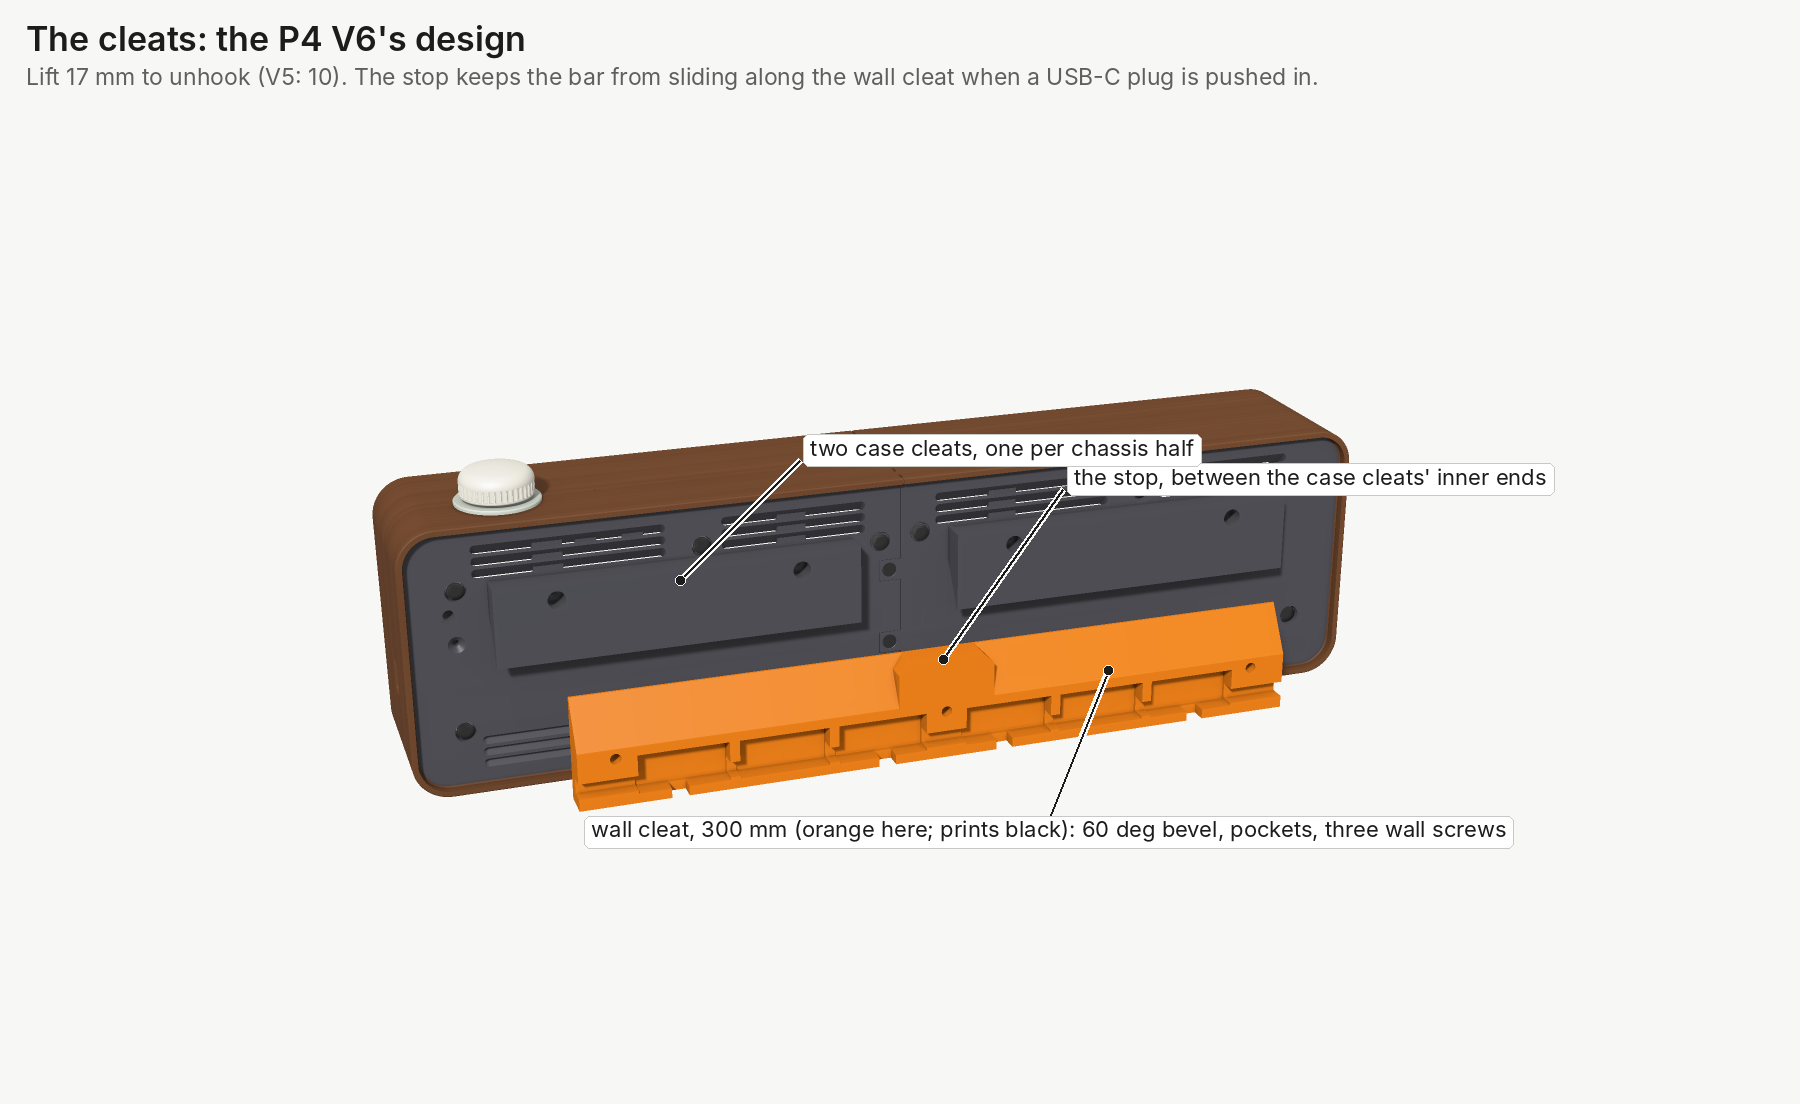 The cleats: the P4 V6's design
Lift 17 mm to unhook (V5: 10). The stop keeps the bar from sliding along the wall cleat when a USB-C plug is pushed in.
two case cleats, one per chassis half
the stop, between the case cleats' inner ends
wall cleat, 300 mm (orange here; prints black): 60 deg bevel, pockets, three wall screws